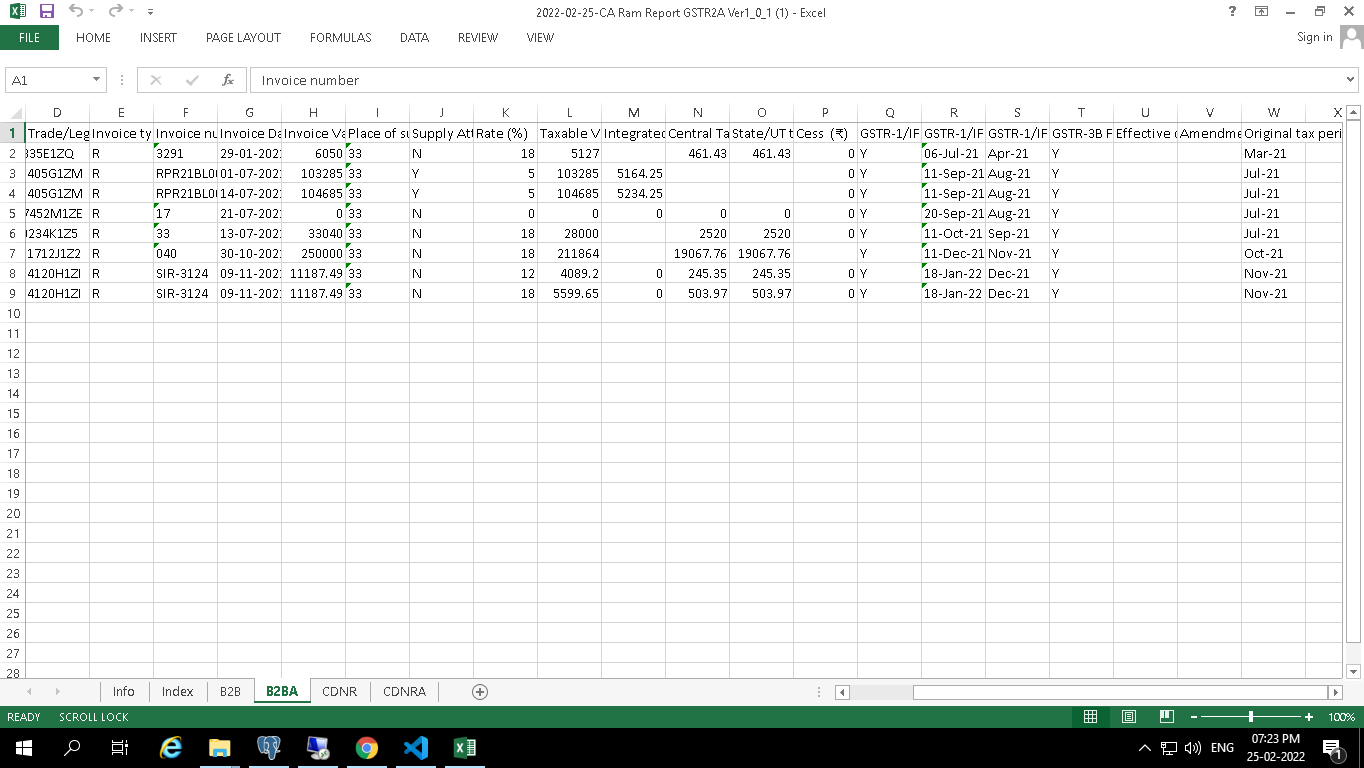 2022-02-25-CA Ram Report GSTR2A Ver1_0_1 (1) - Excel ?
FILE HOME INSERT PAGE LAYOUT FORMULAS DATA REVIEW VIEW Sign in
A1 fx Invoice number
D E F G H I J K L M N O P Q R S T U V W X
1 Trade/Leg Invoice ty Invoice nu Invoice Da Invoice Va Place of su Supply Att Rate (%) Taxable V Integrated Central Ta State/UT t Cess (₹) GSTR-1/IF GSTR-1/IF GSTR-1/IF GSTR-3B F Effective d Amendme Original tax peri
2 335E1ZQ R 3291 29-01-202 6050 33 N 18 5127 461.43 461.43 0 Y 06-Jul-21 Apr-21 Y Mar-21
3 405G1ZM R RPR21BL0 01-07-202 103285 33 Y 5 103285 5164.25 0 Y 11-Sep-21 Aug-21 Y Jul-21
4 405G1ZM R RPR21BL0 14-07-202 104685 33 Y 5 104685 5234.25 0 Y 11-Sep-21 Aug-21 Y Jul-21
5 7452M1ZE R 17 21-07-202 0 33 N 0 0 0 0 0 0 Y 20-Sep-21 Aug-21 Y Jul-21
6 0234K1Z5 R 33 13-07-202 33040 33 N 18 28000 2520 2520 0 Y 11-Oct-21 Sep-21 Y Jul-21
7 1712J1Z2 R 040 30-10-202 250000 33 N 18 211864 19067.76 19067.76 Y 11-Dec-21 Nov-21 Y Oct-21
8 4120H1ZI R SIR-3124 09-11-202 11187.49 33 N 12 4089.2 0 245.35 245.35 0 Y 18-Jan-22 Dec-21 Y Nov-21
9 4120H1ZI R SIR-3124 09-11-202 11187.49 33 N 18 5599.65 0 503.97 503.97 0 Y 18-Jan-22 Dec-21 Y Nov-21
10
11
12
13
14
15
16
17
18
19
20
21
22
23
24
25
26
27
28
Info Index B2B B2BA CDNR CDNRA
READY SCROLL LOCK 100%
ENG 07:23 PM
25-02-2022 1